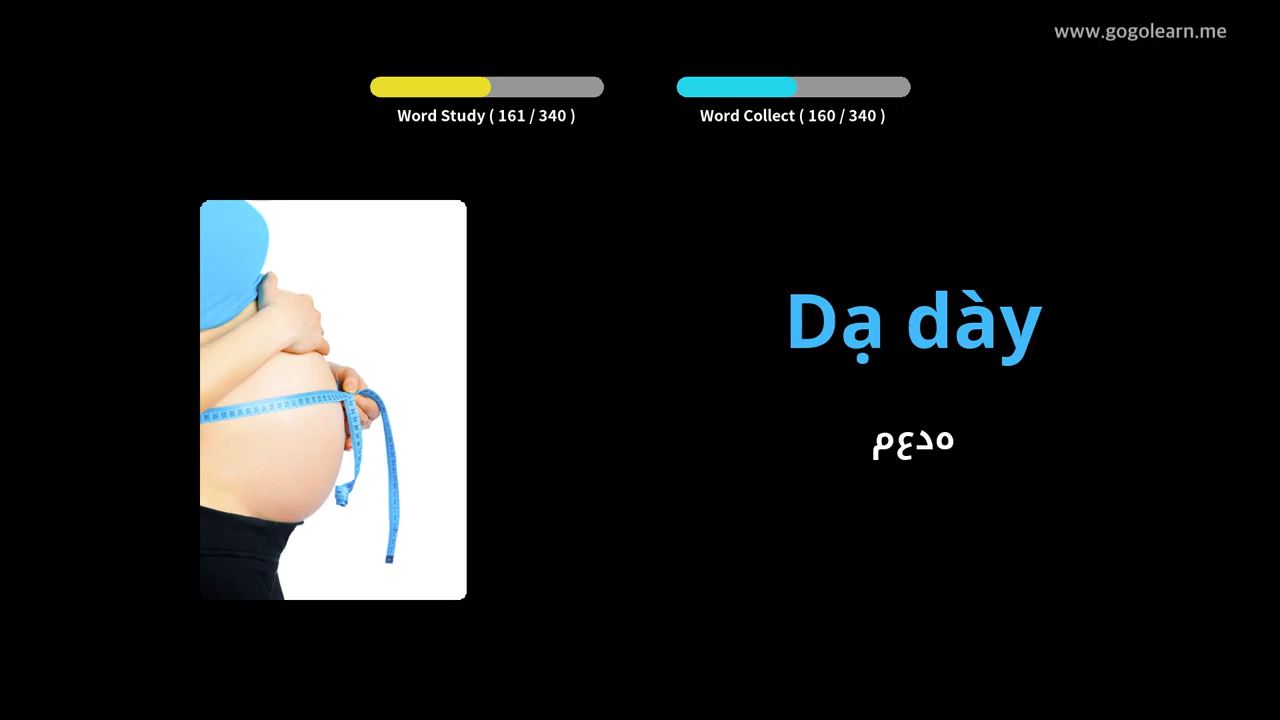 www.gogolearn.me
Word Study ( 161 / 340 )
Word Collect ( 160 / 340 )
Dạ dày
معده